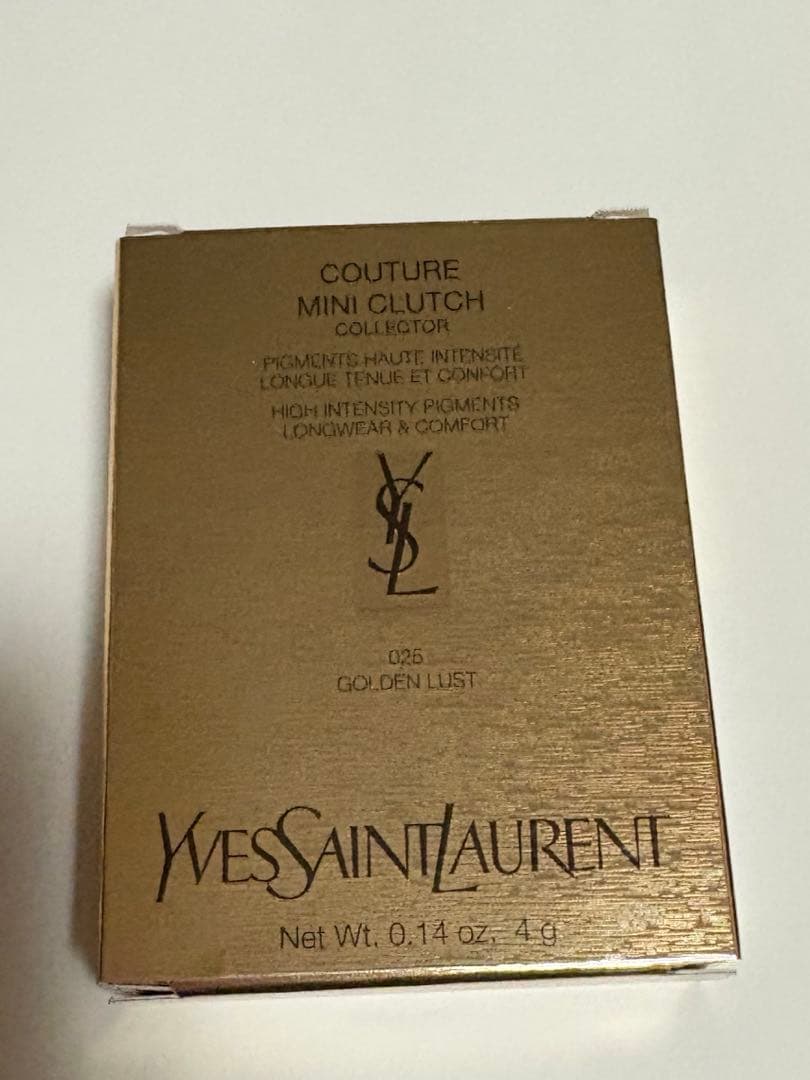 COUTURE
MINI CLUTCH
COLLECTOR
PIGMENTS HAUTE INTENSITÉ
LONGUE TENUE ET CONFORT
HIGH INTENSITY PIGMENTS
LONGWEAR & COMFORT
YSL
025
GOLDEN LUST
YVESSAINTLAURENT
Net Wt. 0.14 oz. 4 g